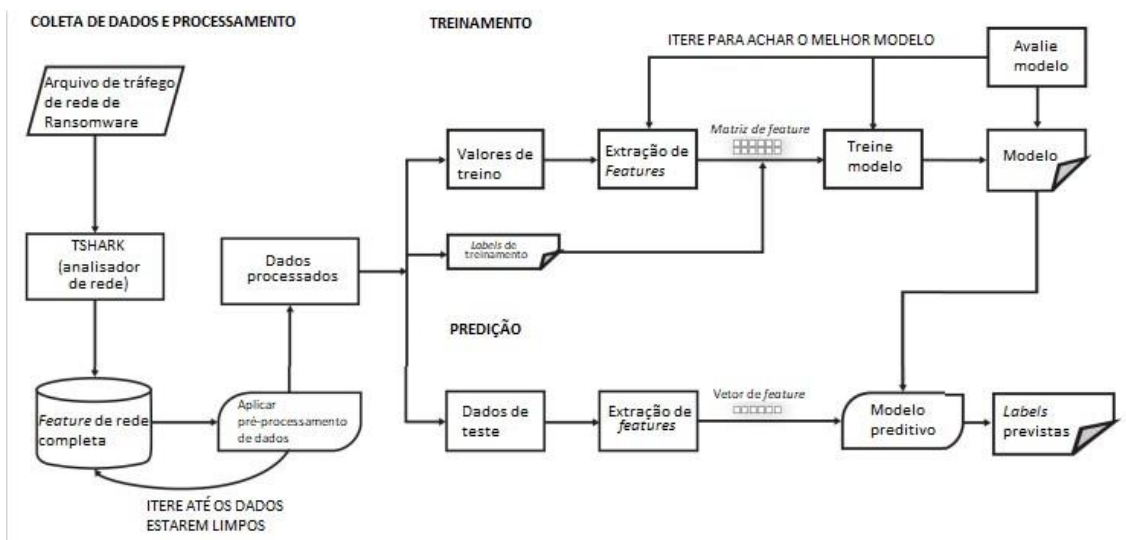 COLETA DE DADOS E PROCESSAMENTO
Arquivo de tráfego
de rede de
Ransomware
TSHARK
(analisador
de rede)
Feature de rede
completa
Aplicar
pré-processamento
de dados
ITERE ATÉ OS DADOS
ESTAREM LIMPOS
Dados
processados
TREINAMENTO
ITERE PARA ACHAR O MELHOR MODELO
Avalie
modelo
Valores de
treino
Extração de
Features
Matriz de feature
Treine
modelo
Modelo
Labels de
treinamento
PREDIÇÃO
Dados de
teste
Extração de
features
Vetor de feature
Modelo
preditivo
Labels
previstas